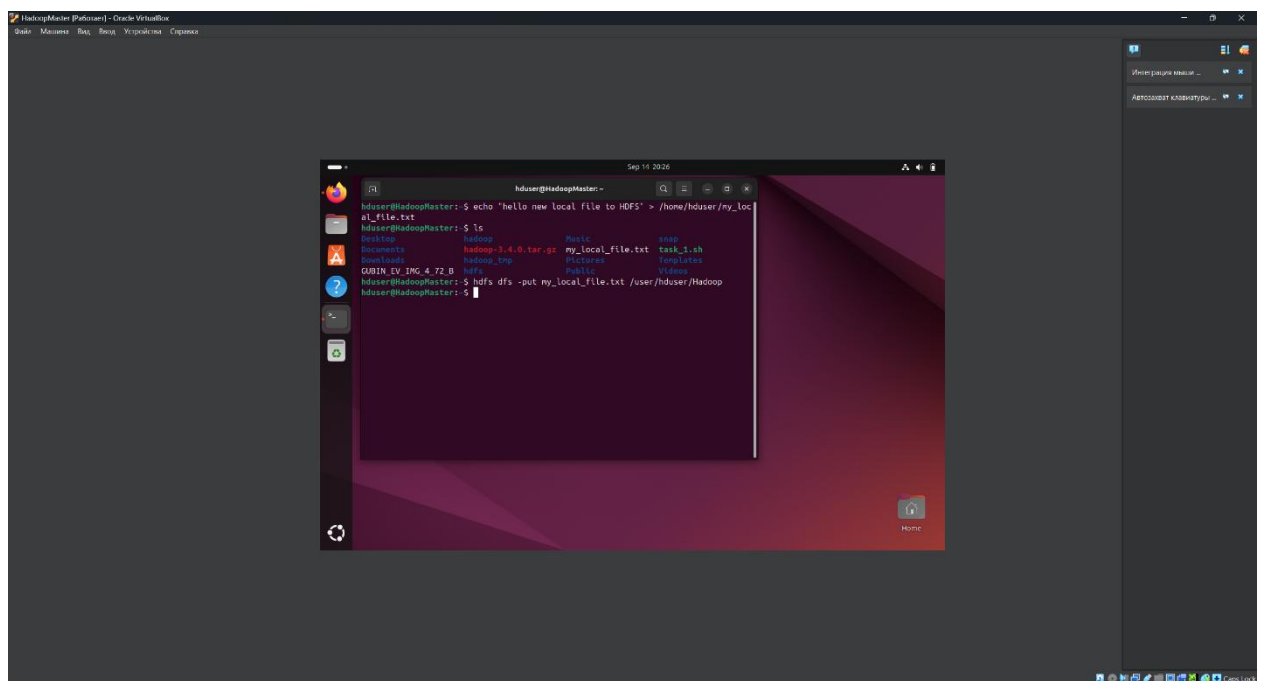 HadoopMaster [Работает] - Oracle VirtualBox
Файл Машина Вид Ввод Устройства Справка
Интеграция мыши ...
Автозахват клавиатуры ...
Sep 14 20:26
hduser@HadoopMaster: ~
hduser@HadoopMaster:~$ echo 'hello new local file to HDFS' > /home/hduser/my_loc
al_file.txt
hduser@HadoopMaster:~$ ls
Desktop hadoop Music snap
Documents hadoop-3.4.0.tar.gz my_local_file.txt task_1.sh
Downloads hadoop_tmp Pictures Templates
GUBIN_EV_IMG_4_72_B hdfs Public Videos
hduser@HadoopMaster:~$ hdfs dfs -put my_local_file.txt /user/hduser/Hadoop
hduser@HadoopMaster:~$
Home
Caps Lock